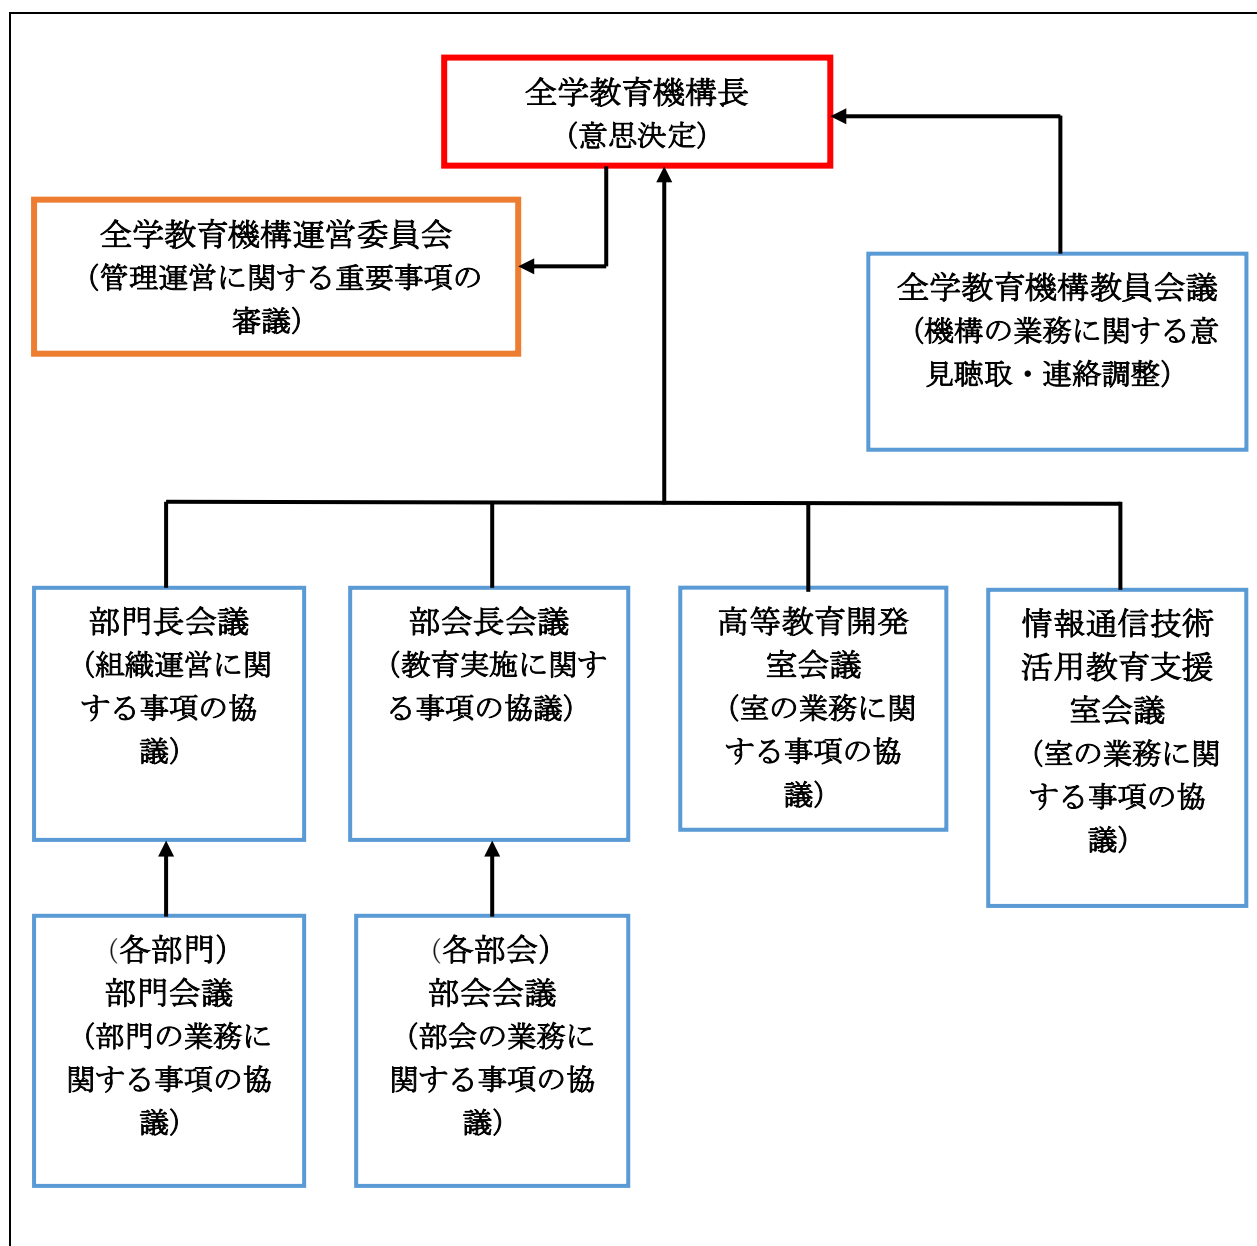 全学教育機構長
（意思決定）
全学教育機構運営委員会
（管理運営に関する重要事項の
審議）
全学教育機構教員会議
（機構の業務に関する意
見聴取・連絡調整）
部門長会議
（組織運営に関
する事項の協
議）
部会長会議
（教育実施に関す
る事項の協議）
高等教育開発
室会議
（室の業務に関
する事項の協
議）
情報通信技術
活用教育支援
室会議
（室の業務に関
する事項の協
議）
（各部門）
部門会議
（部門の業務に
関する事項の協
議）
（各部会）
部会会議
（部会の業務に
関する事項の協
議）